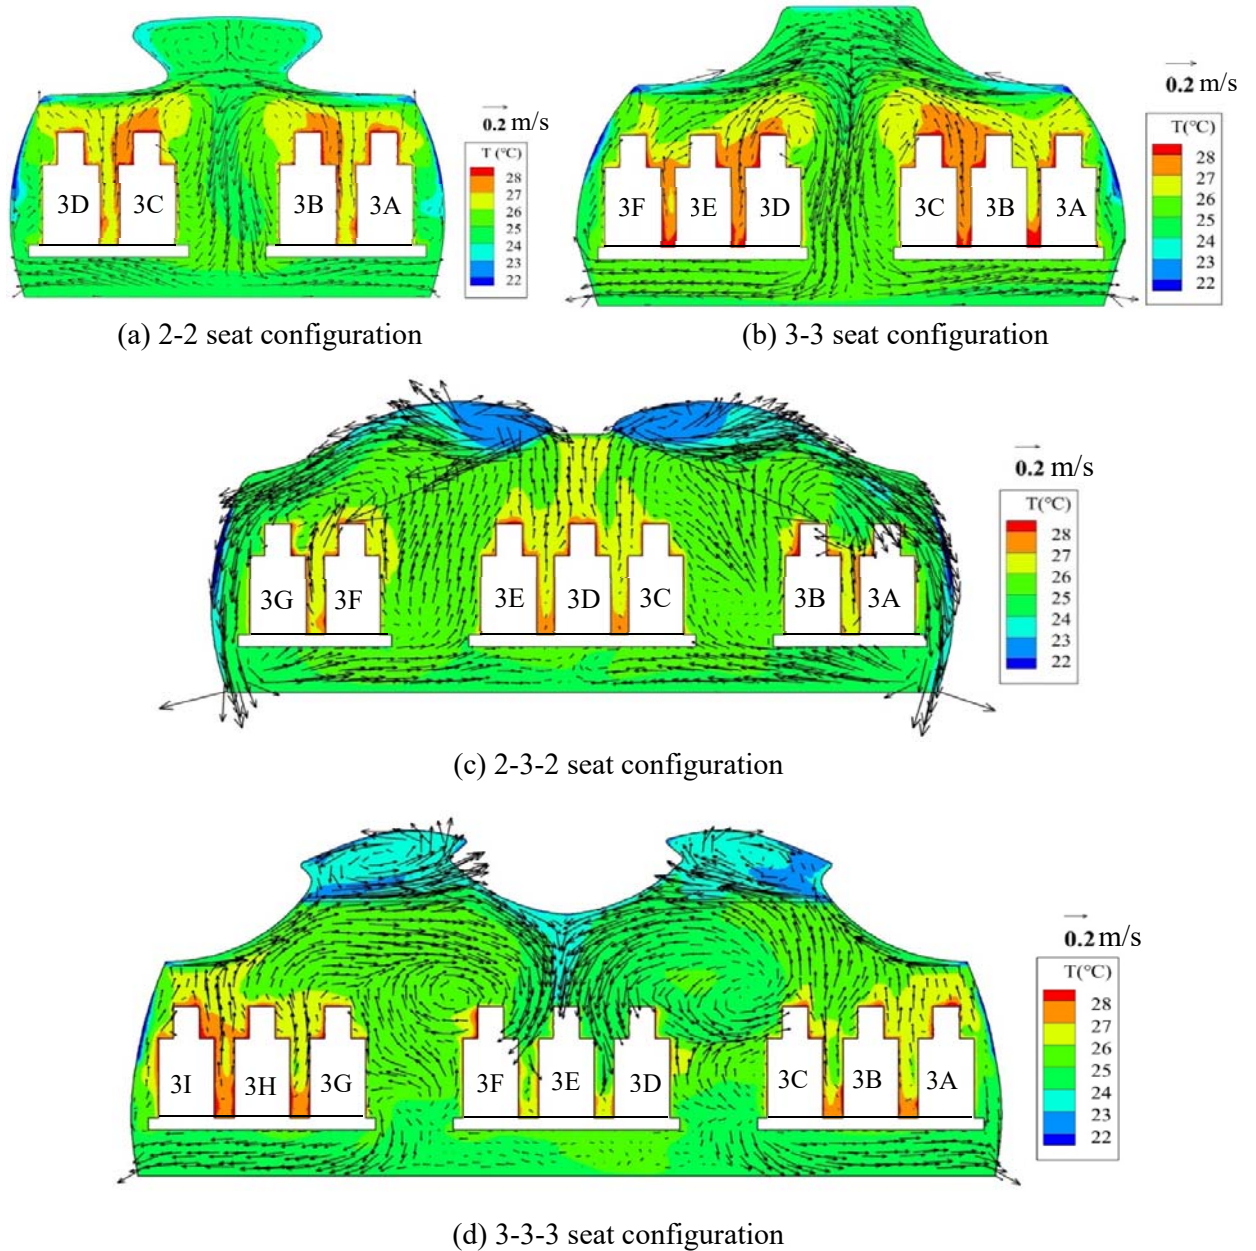 0.2 m/s
T (°C)
28
27
26
25
24
23
22
3D 3C 3B 3A
(a) 2-2 seat configuration
0.2 m/s
T(°C)
28
27
26
25
24
23
22
3F 3E 3D 3C 3B 3A
(b) 3-3 seat configuration
0.2 m/s
T(°C)
28
27
26
25
24
23
22
3G 3F 3E 3D 3C 3B 3A
(c) 2-3-2 seat configuration
0.2 m/s
T(°C)
28
27
26
25
24
23
22
3I 3H 3G 3F 3E 3D 3C 3B 3A
(d) 3-3-3 seat configuration